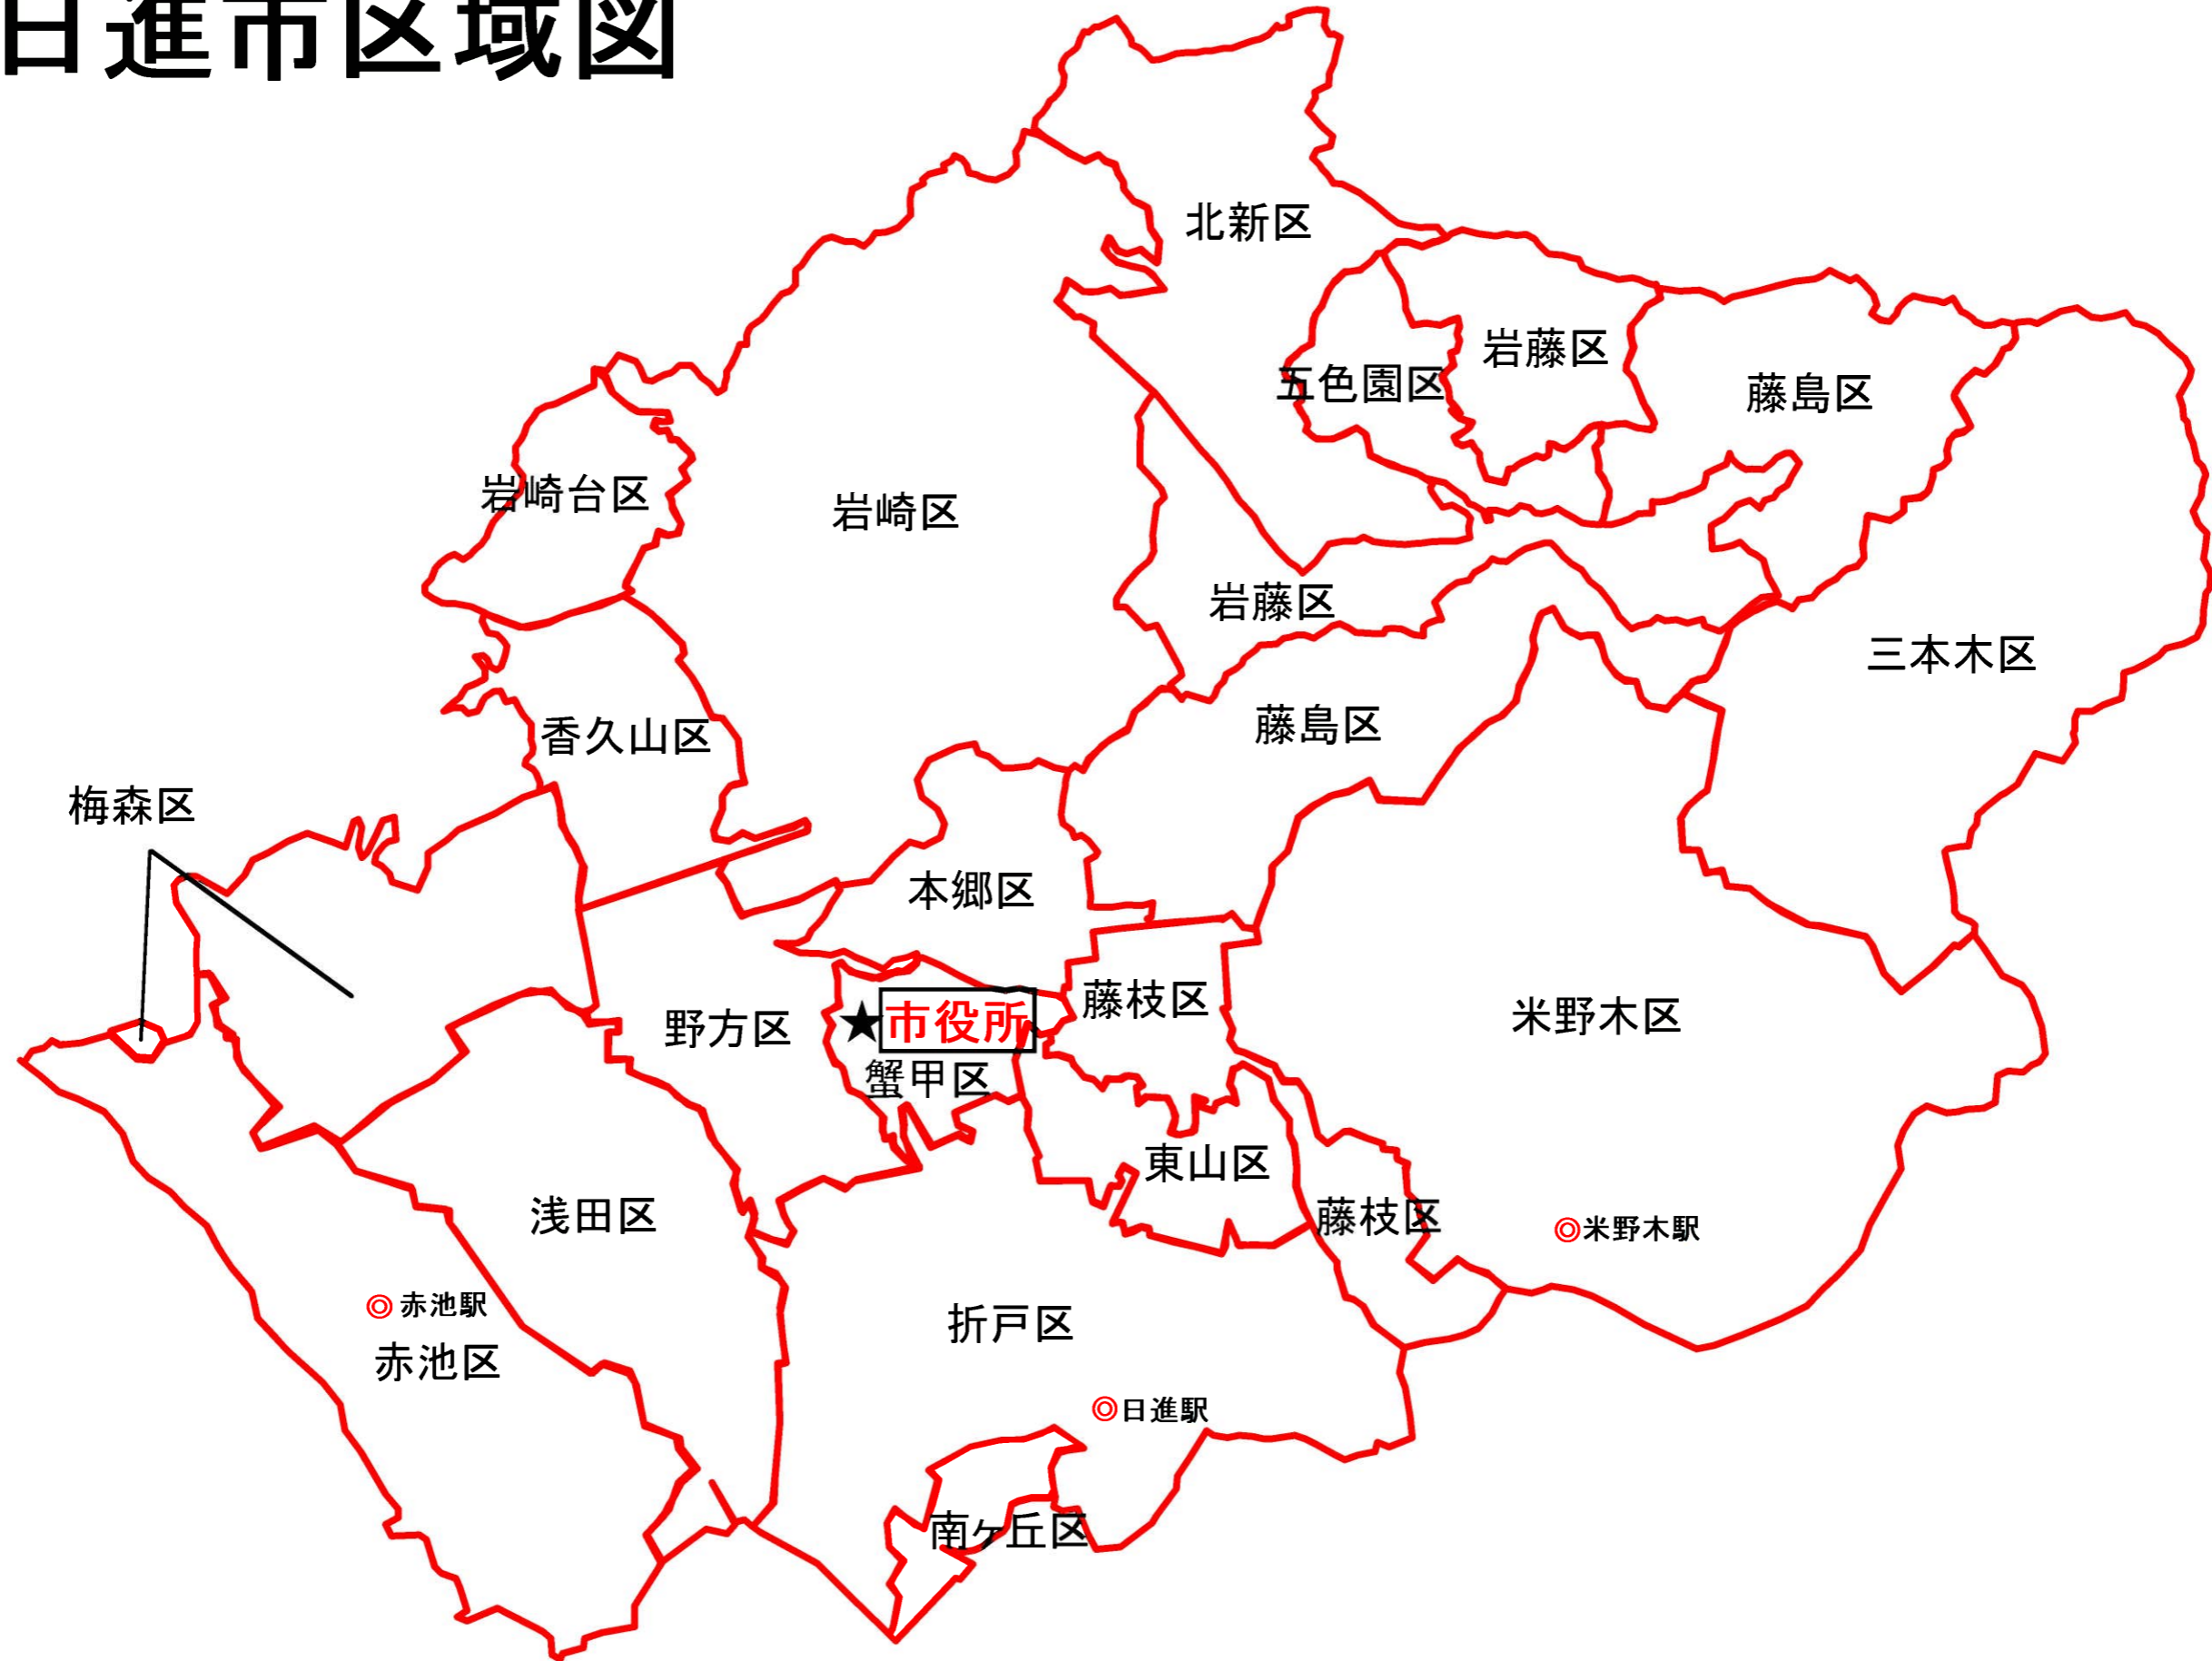 日進市区域図
北新区
岩藤区
五色園区
藤島区
岩崎台区
岩崎区
岩藤区
三本木区
藤島区
香久山区
梅森区
本郷区
藤枝区
米野木区
野方区
★市役所
蟹甲区
東山区
浅田区
藤枝区
◎米野木駅
◎赤池駅
赤池区
折戸区
◎日進駅
南ケ丘区